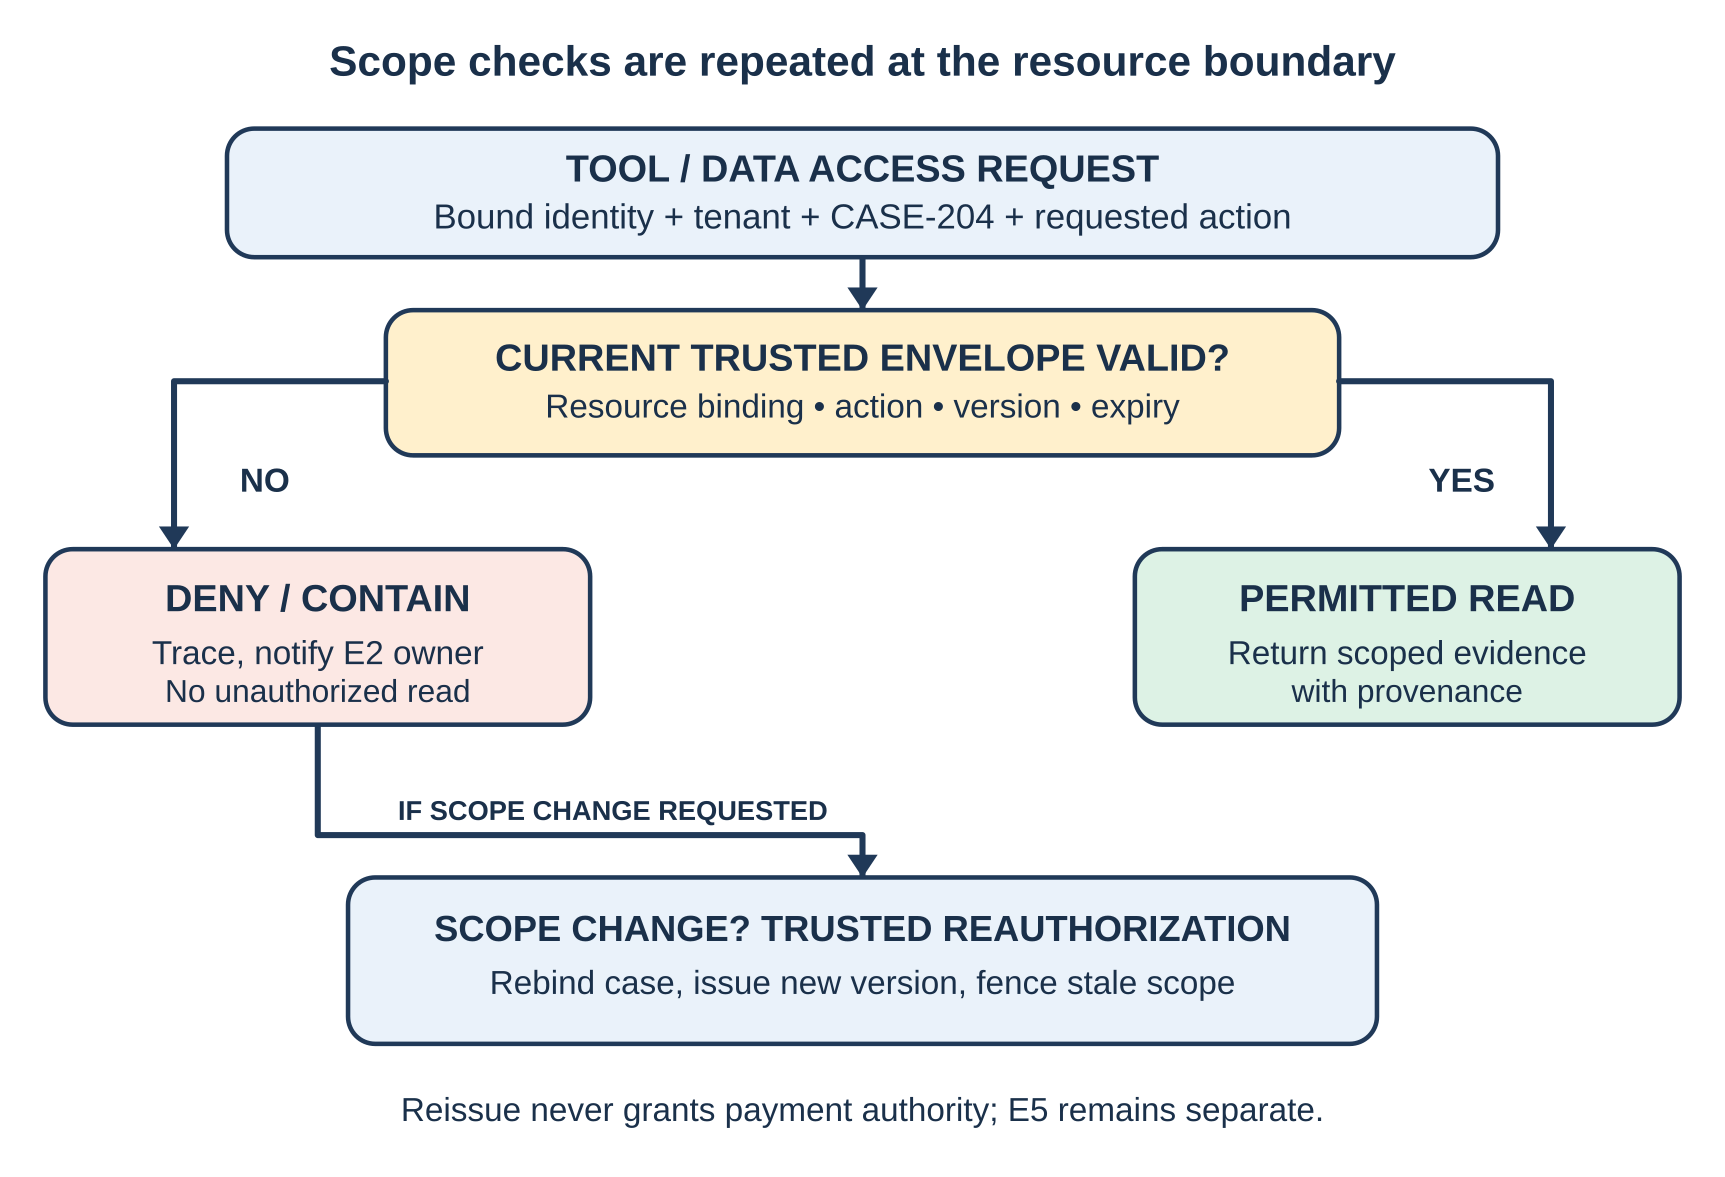 Scope checks are repeated at the resource boundary
TOOL / DATA ACCESS REQUEST
Bound identity + tenant + CASE-204 + requested action
CURRENT TRUSTED ENVELOPE VALID?
Resource binding • action • version • expiry
NO
YES
DENY / CONTAIN
Trace, notify E2 owner
No unauthorized read
PERMITTED READ
Return scoped evidence
with provenance
IF SCOPE CHANGE REQUESTED
SCOPE CHANGE? TRUSTED REAUTHORIZATION
Rebind case, issue new version, fence stale scope
Reissue never grants payment authority; E5 remains separate.